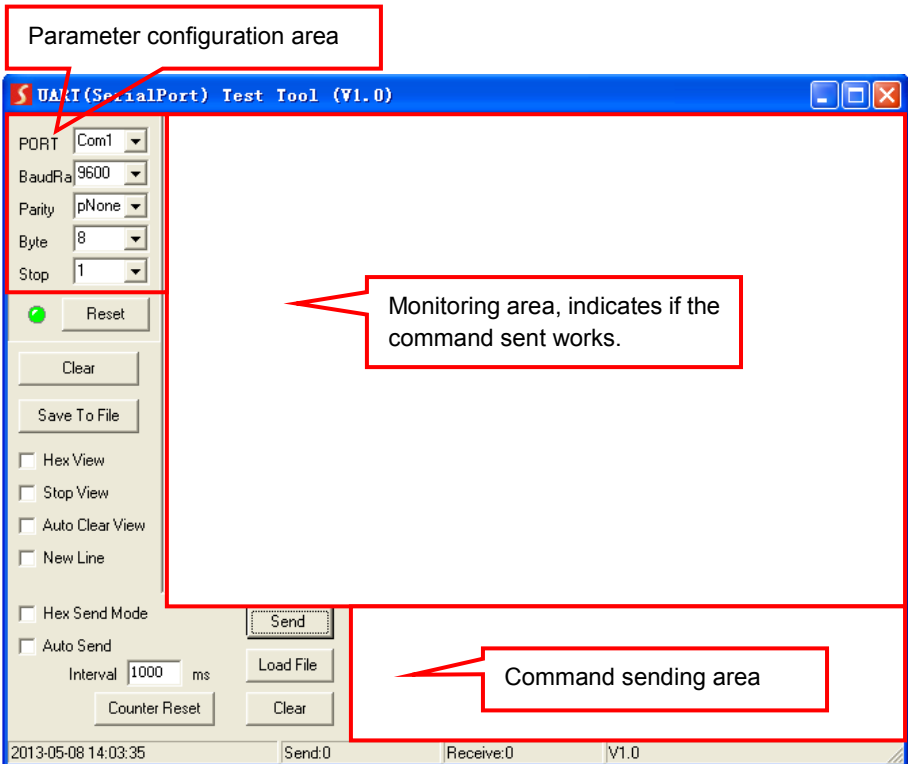 Parameter configuration area
UART(SerialPort) Test Tool (V1.0)
PORT Com1
BaudRa 9600
Parity pNone
Byte 8
Stop 1
Reset
Clear
Save To File
Hex View
Stop View
Auto Clear View
New Line
Monitoring area, indicates if the
command sent works.
Hex Send Mode
Auto Send
Interval 1000 ms
Counter Reset
Send
Load File
Clear
Command sending area
2013-05-08 14:03:35 Send:0 Receive:0 V1.0